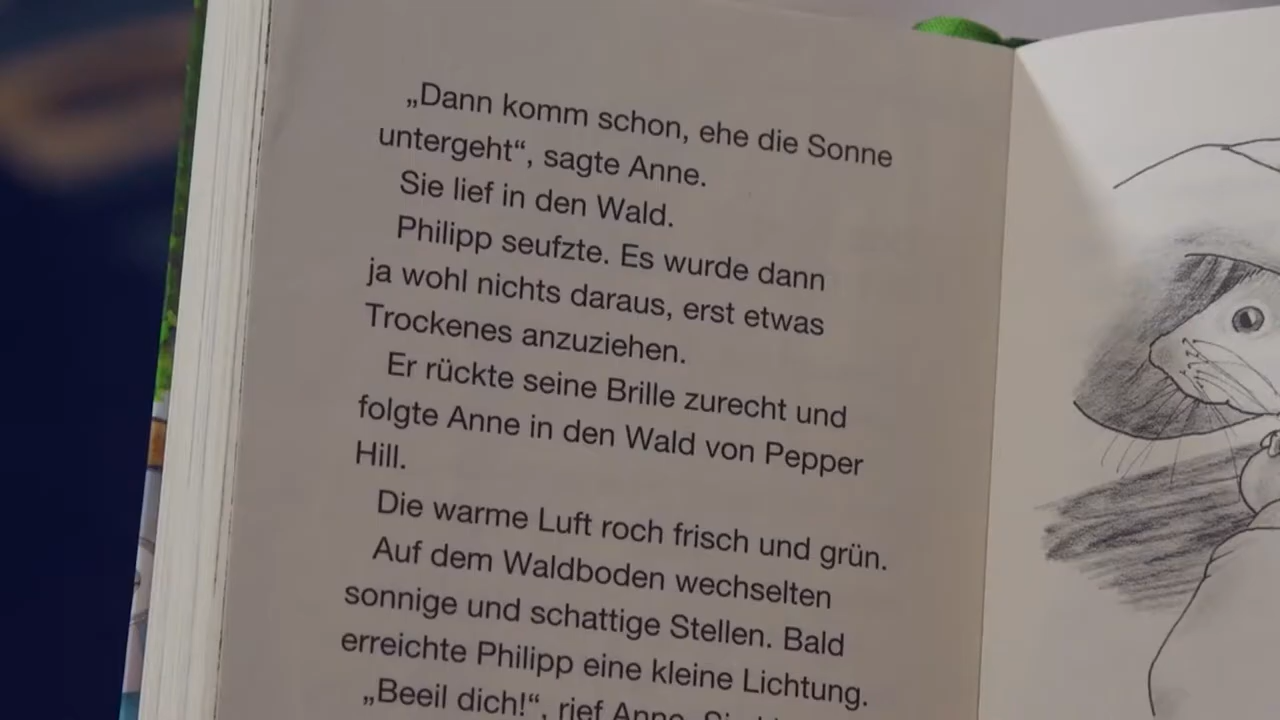 „Dann komm schon, ehe die Sonne
untergeht“, sagte Anne.
Sie lief in den Wald.
Philipp seufzte. Es wurde dann
ja wohl nichts daraus, erst etwas
Trockenes anzuziehen.
Er rückte seine Brille zurecht und
folgte Anne in den Wald von Pepper
Hill.
Die warme Luft roch frisch und grün.
Auf dem Waldboden wechselten
sonnige und schattige Stellen. Bald
erreichte Philipp eine kleine Lichtung.
„Beeil dich!“, rief Anne.